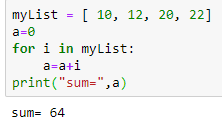 myList = [ 10, 12, 20, 22]
a=0
for i in myList:
    a=a+i
print("sum=",a)
sum= 64